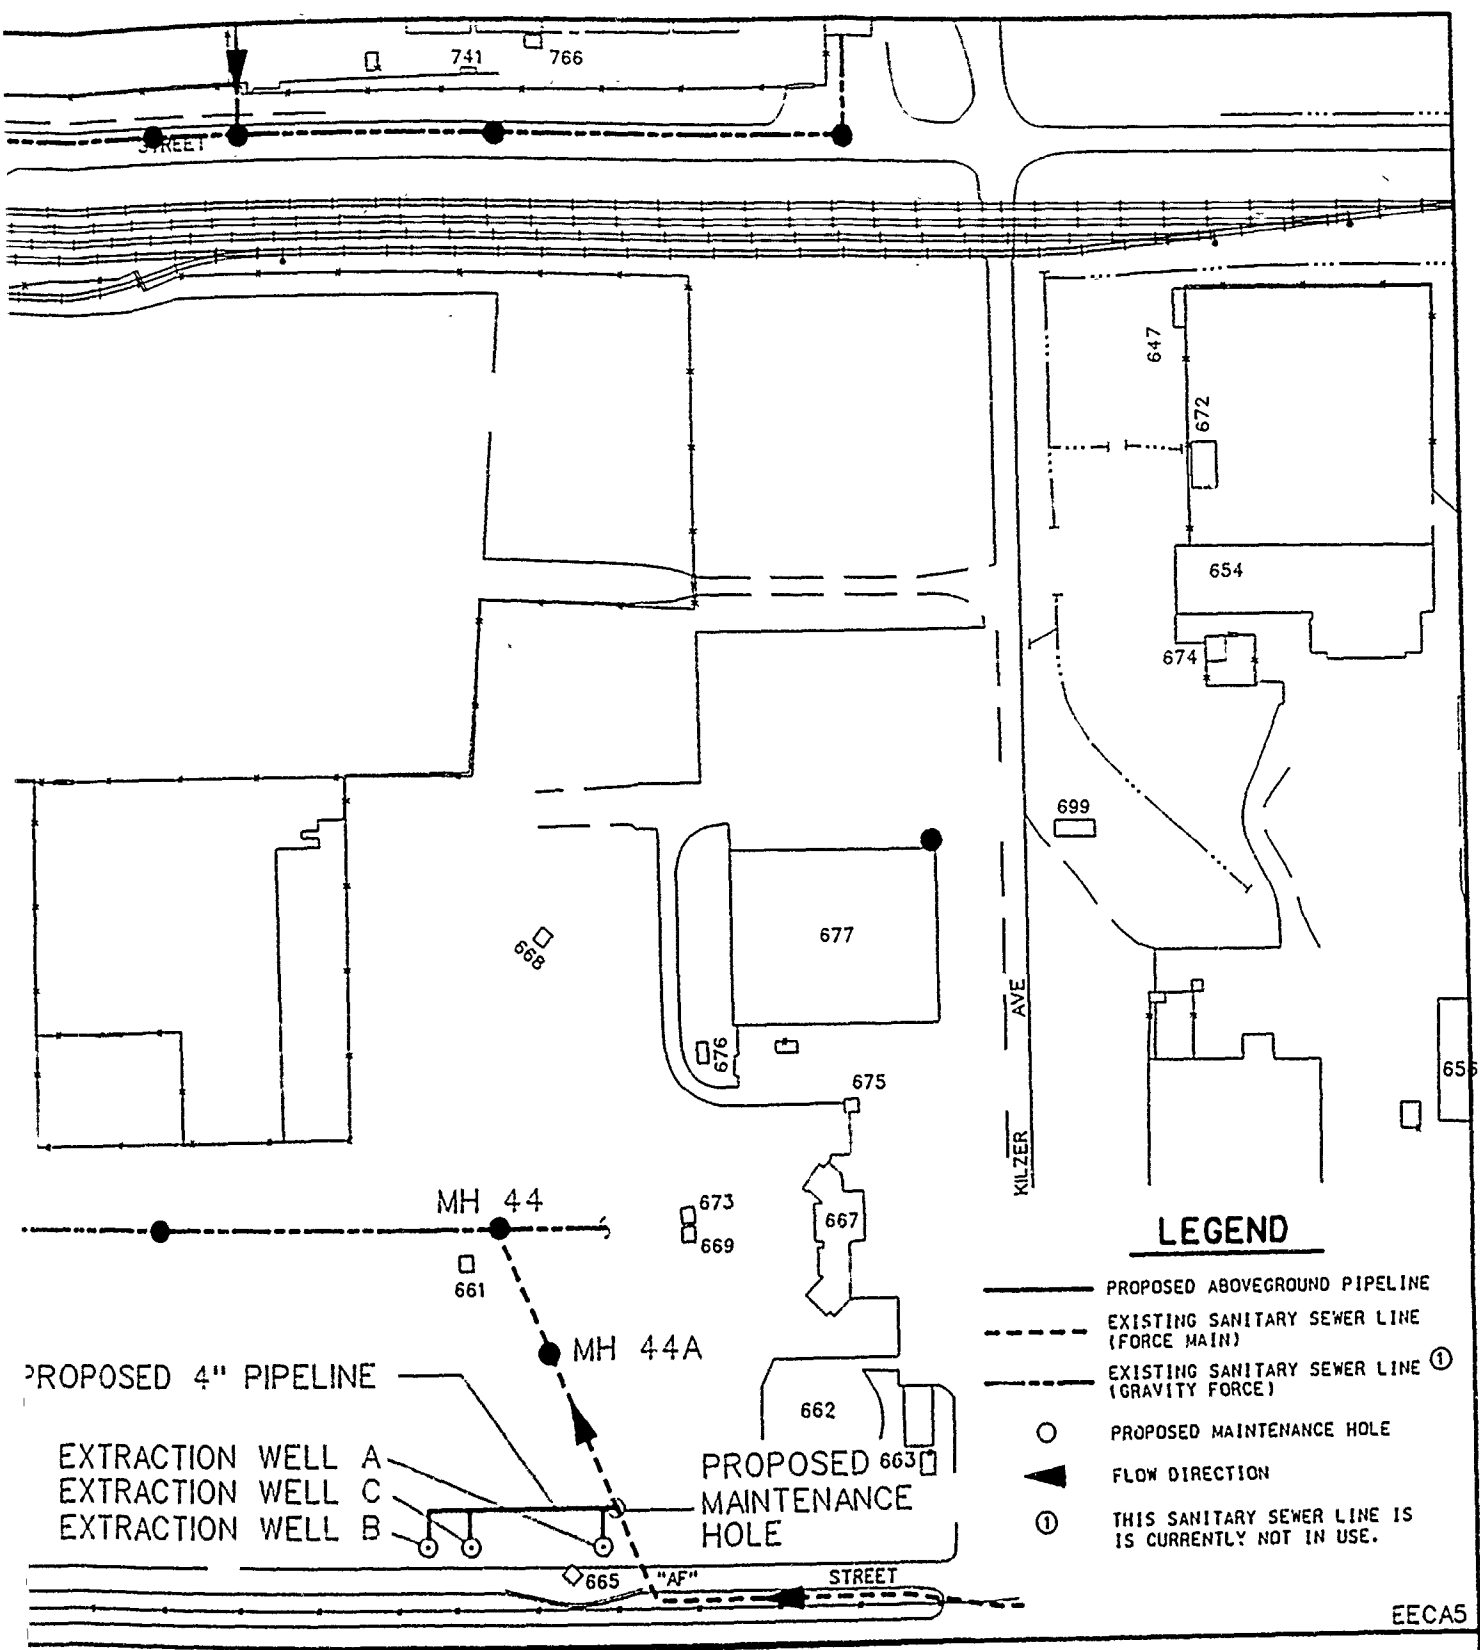 741
766
STREET
647
672
654
674
699
677
668
676
AVE
675
656
KILZER
MH 44
673
667
669
661
LEGEND
PROPOSED ABOVEGROUND PIPELINE
EXISTING SANITARY SEWER LINE
(FORCE MAIN)
EXISTING SANITARY SEWER LINE ①
(GRAVITY FORCE)
PROPOSED MAINTENANCE HOLE
FLOW DIRECTION
① THIS SANITARY SEWER LINE IS
IS CURRENTLY NOT IN USE.
MH 44A
PROPOSED 4" PIPELINE
662
663
EXTRACTION WELL A
EXTRACTION WELL C
EXTRACTION WELL B
PROPOSED
MAINTENANCE
HOLE
665
"AF" STREET
EECA5